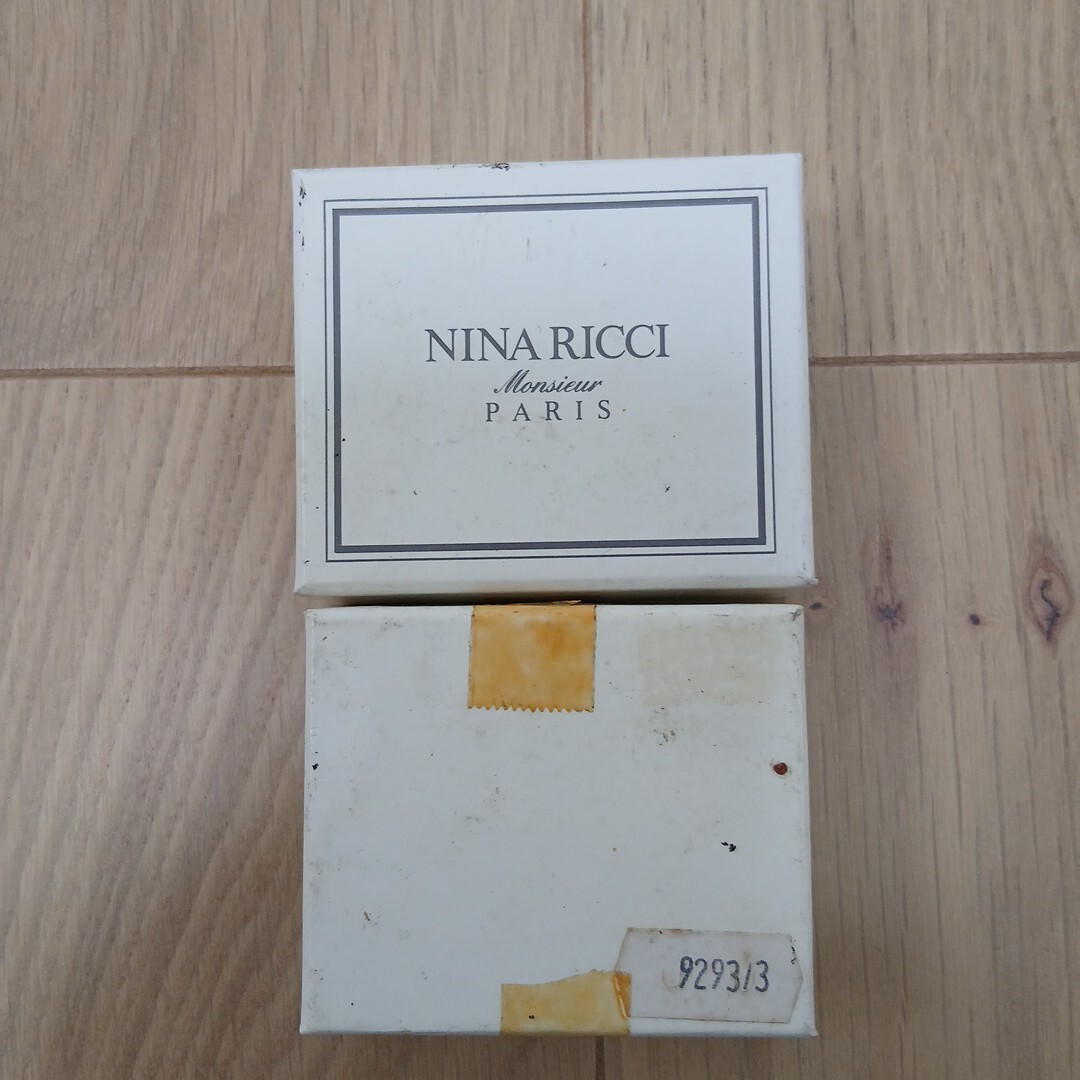 NINA RICCI
Monsieur
PARIS
9293/3